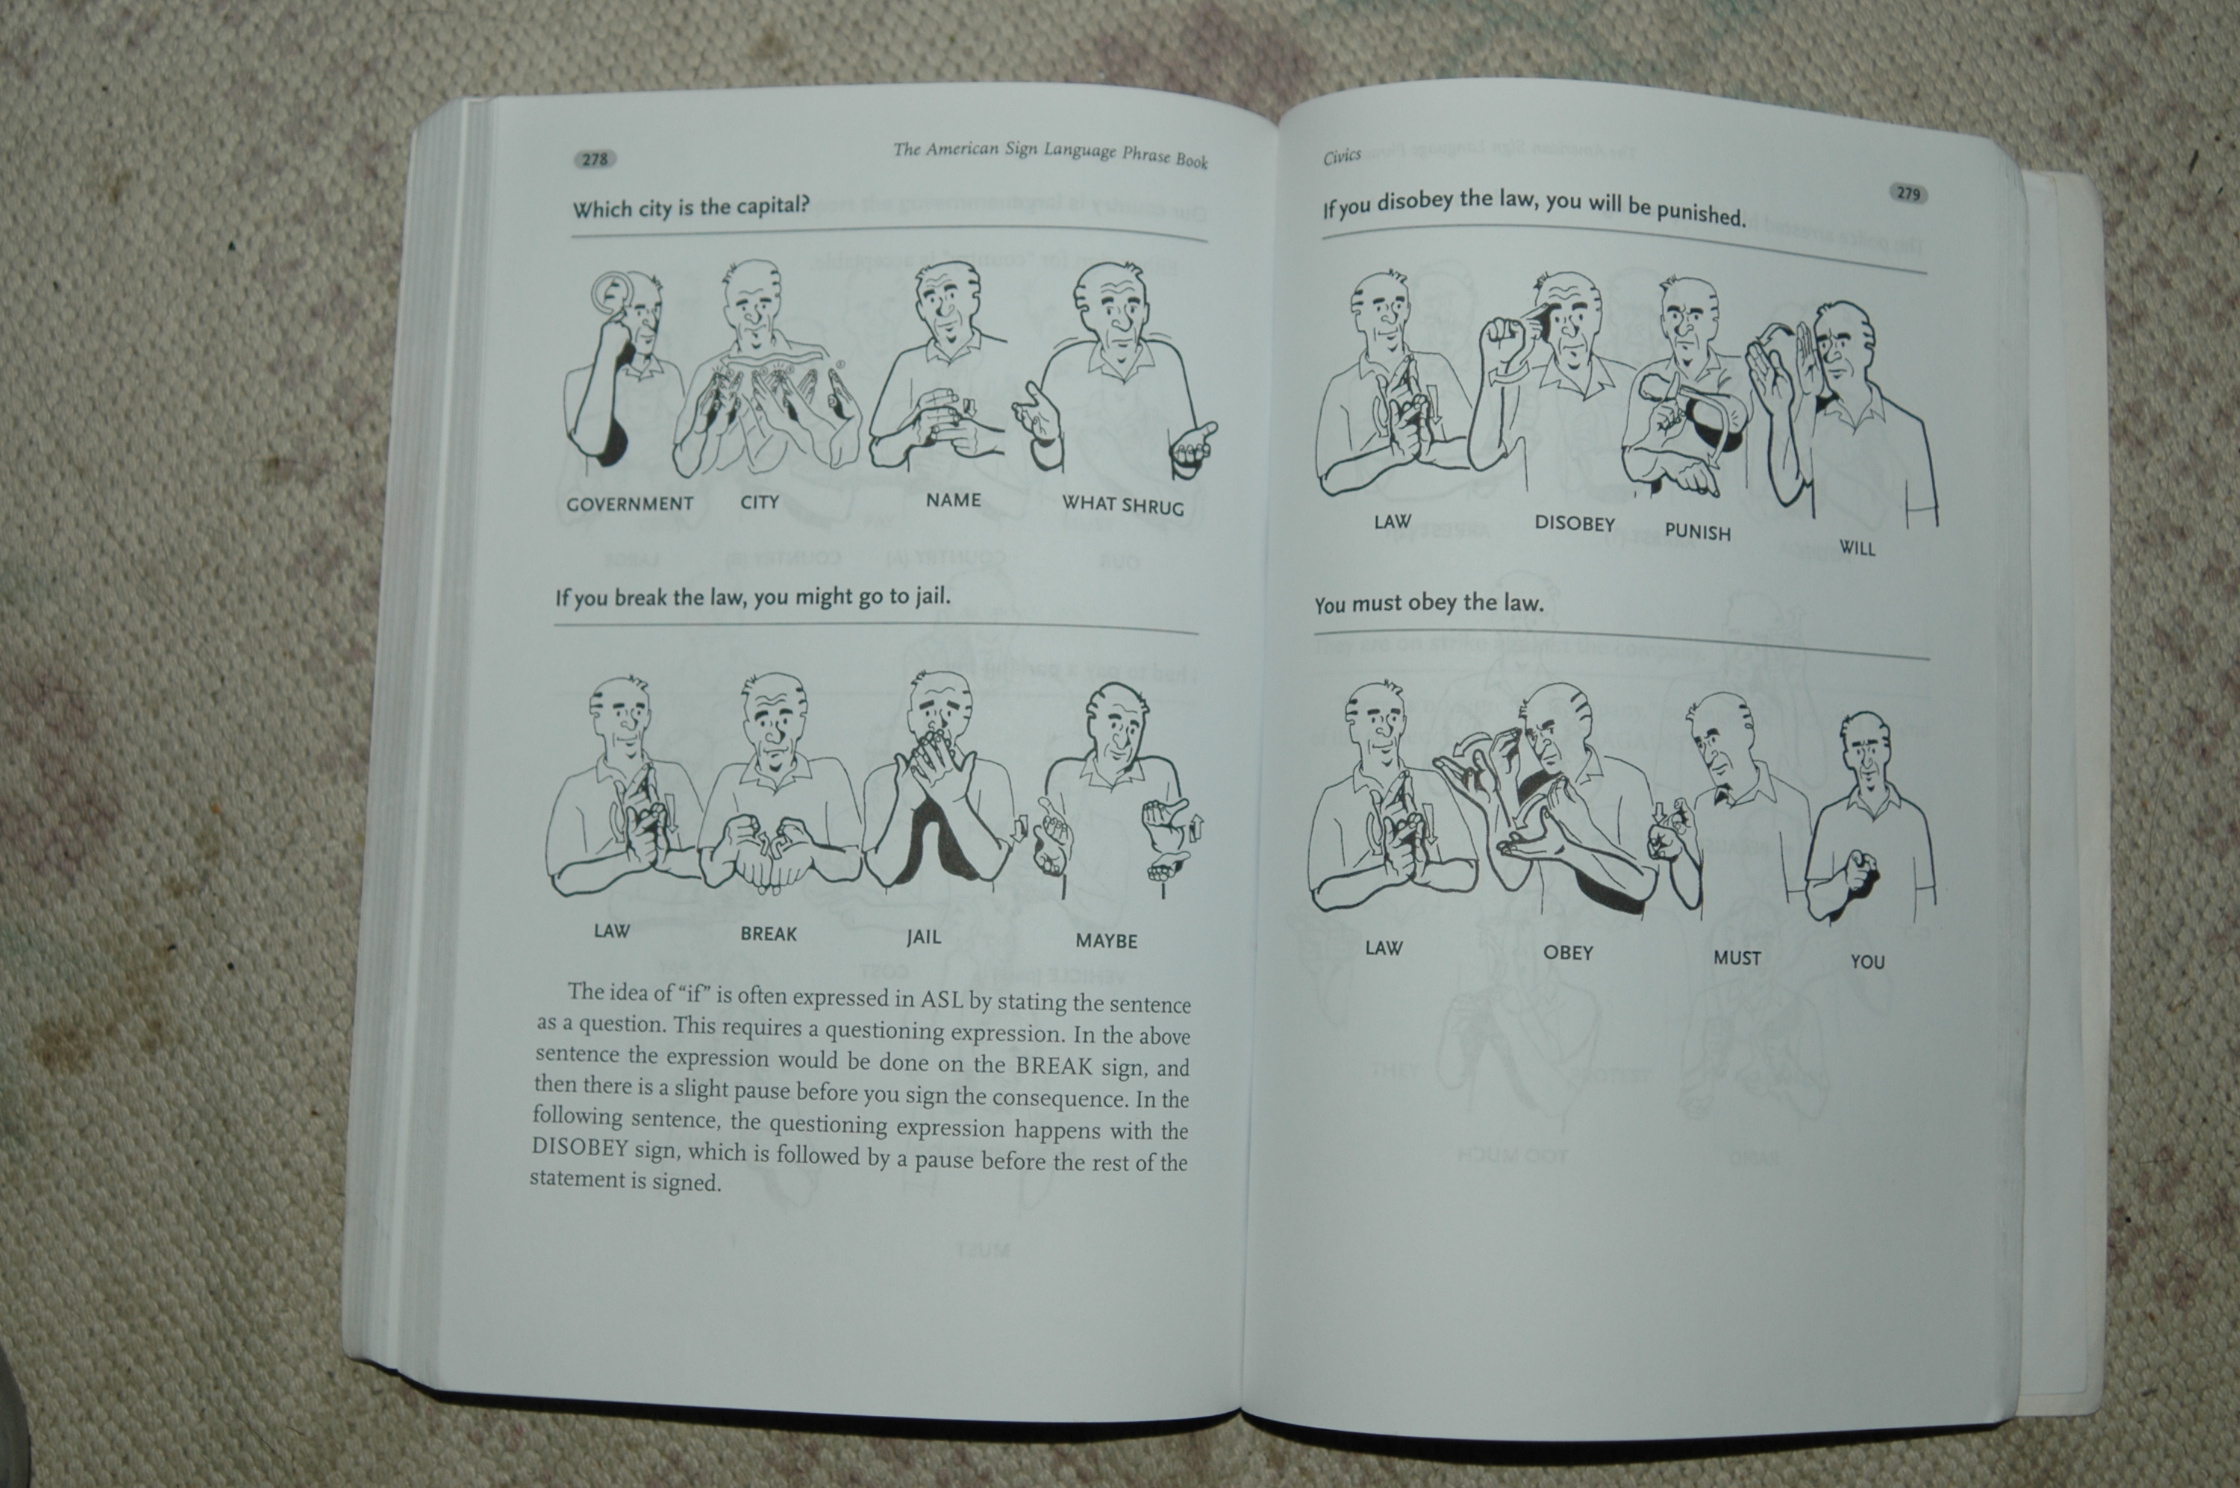 278
The American Sign Language Phrase Book
Which city is the capital?
GOVERNMENT CITY NAME WHAT SHRUG
If you break the law, you might go to jail.
LAW BREAK JAIL MAYBE
The idea of “if” is often expressed in ASL by stating the sentence
as a question. This requires a questioning expression. In the above
sentence the expression would be done on the BREAK sign, and
then there is a slight pause before you sign the consequence. In the
following sentence, the questioning expression happens with the
DISOBEY sign, which is followed by a pause before the rest of the
statement is signed.
Civics
279
If you disobey the law, you will be punished.
LAW DISOBEY PUNISH WILL
You must obey the law.
LAW OBEY MUST YOU